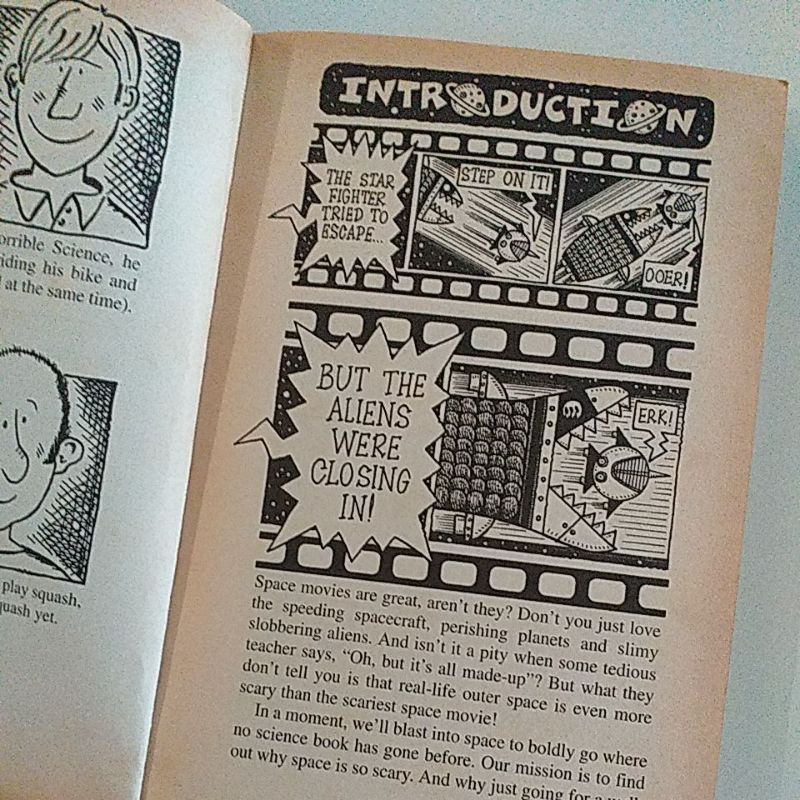 orrible Science, he
iding his bike and
at the same time).
play squash,
uash yet.
INTRODUCTION
THE STAR
FIGHTER
TRIED TO
ESCAPE...
STEP ON IT!
OOER!
BUT THE
ALIENS
WERE
CLOSING
IN!
ERK!
Space movies are great, aren't they? Don't you just love
the speeding spacecraft, perishing planets and slimy
slobbering aliens. And isn't it a pity when some tedious
teacher says, "Oh, but it's all made-up"? But what they
don't tell you is that real-life outer space is even more
scary than the scariest space movie!
In a moment, we'll blast into space to boldly go where
no science book has gone before. Our mission is to find
out why space is so scary. And why just going for a